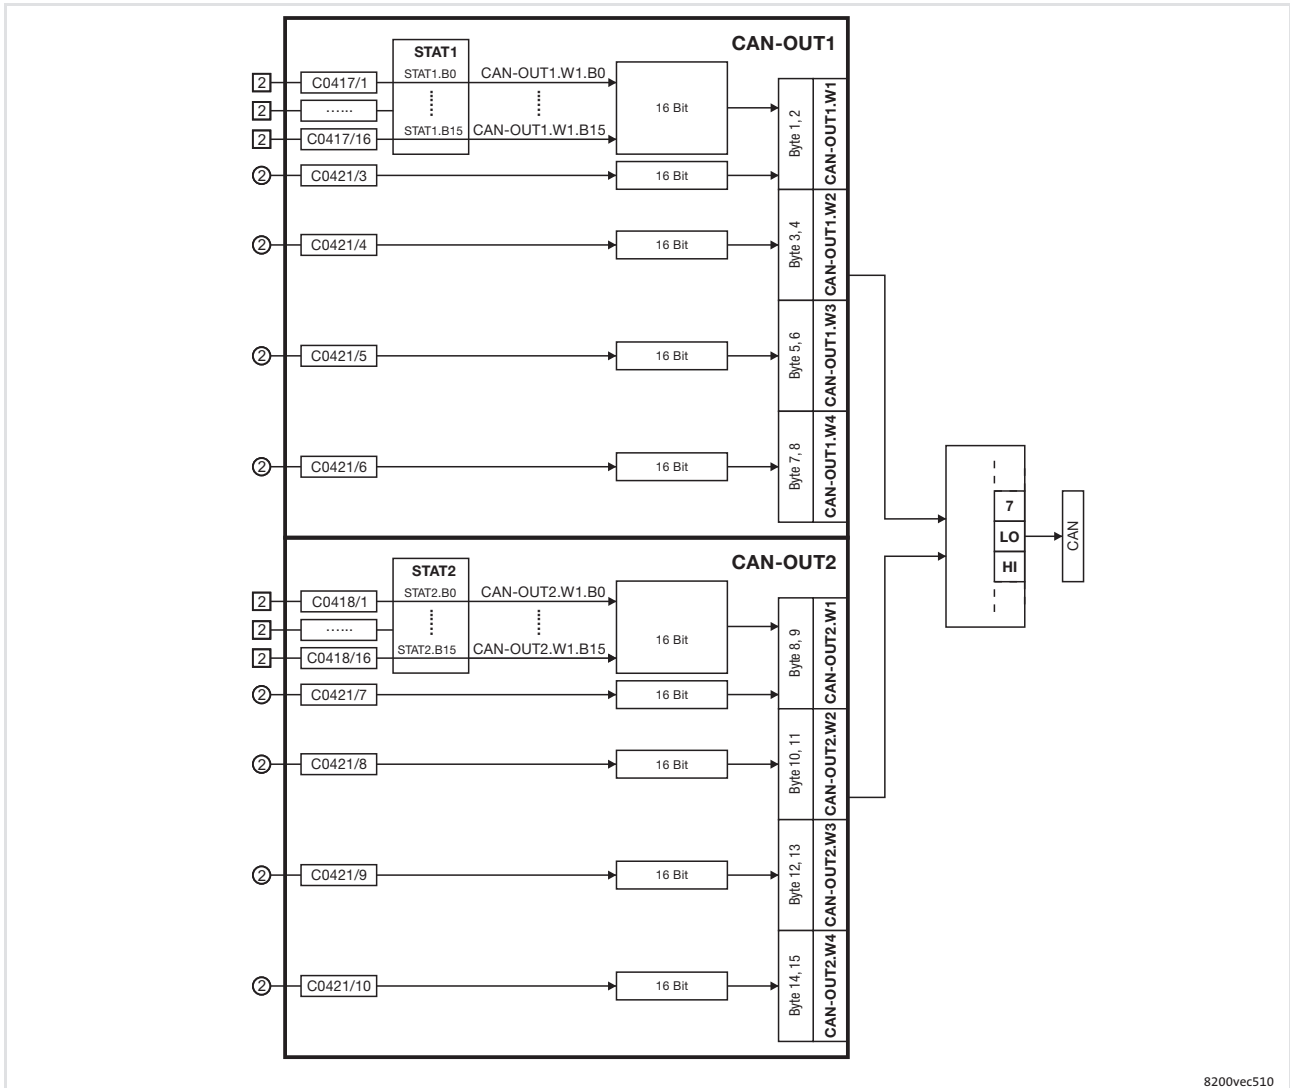 CAN-OUT1
STAT1
2 C0417/1 STAT1.B0 CAN-OUT1.W1.B0
2 ...... 16 Bit
2 C0417/16 STAT1.B15 CAN-OUT1.W1.B15
Byte 1, 2 CAN-OUT1.W1
2 C0421/3 16 Bit
2 C0421/4 16 Bit Byte 3, 4 CAN-OUT1.W2
2 C0421/5 16 Bit Byte 5, 6 CAN-OUT1.W3
2 C0421/6 16 Bit Byte 7, 8 CAN-OUT1.W4
7
LO CAN
HI
CAN-OUT2
STAT2
2 C0418/1 STAT2.B0 CAN-OUT2.W1.B0
2 ...... 16 Bit
2 C0418/16 STAT2.B15 CAN-OUT2.W1.B15
Byte 8, 9 CAN-OUT2.W1
2 C0421/7 16 Bit
2 C0421/8 16 Bit Byte 10, 11 CAN-OUT2.W2
2 C0421/9 16 Bit Byte 12, 13 CAN-OUT2.W3
2 C0421/10 16 Bit Byte 14, 15 CAN-OUT2.W4
8200vec510